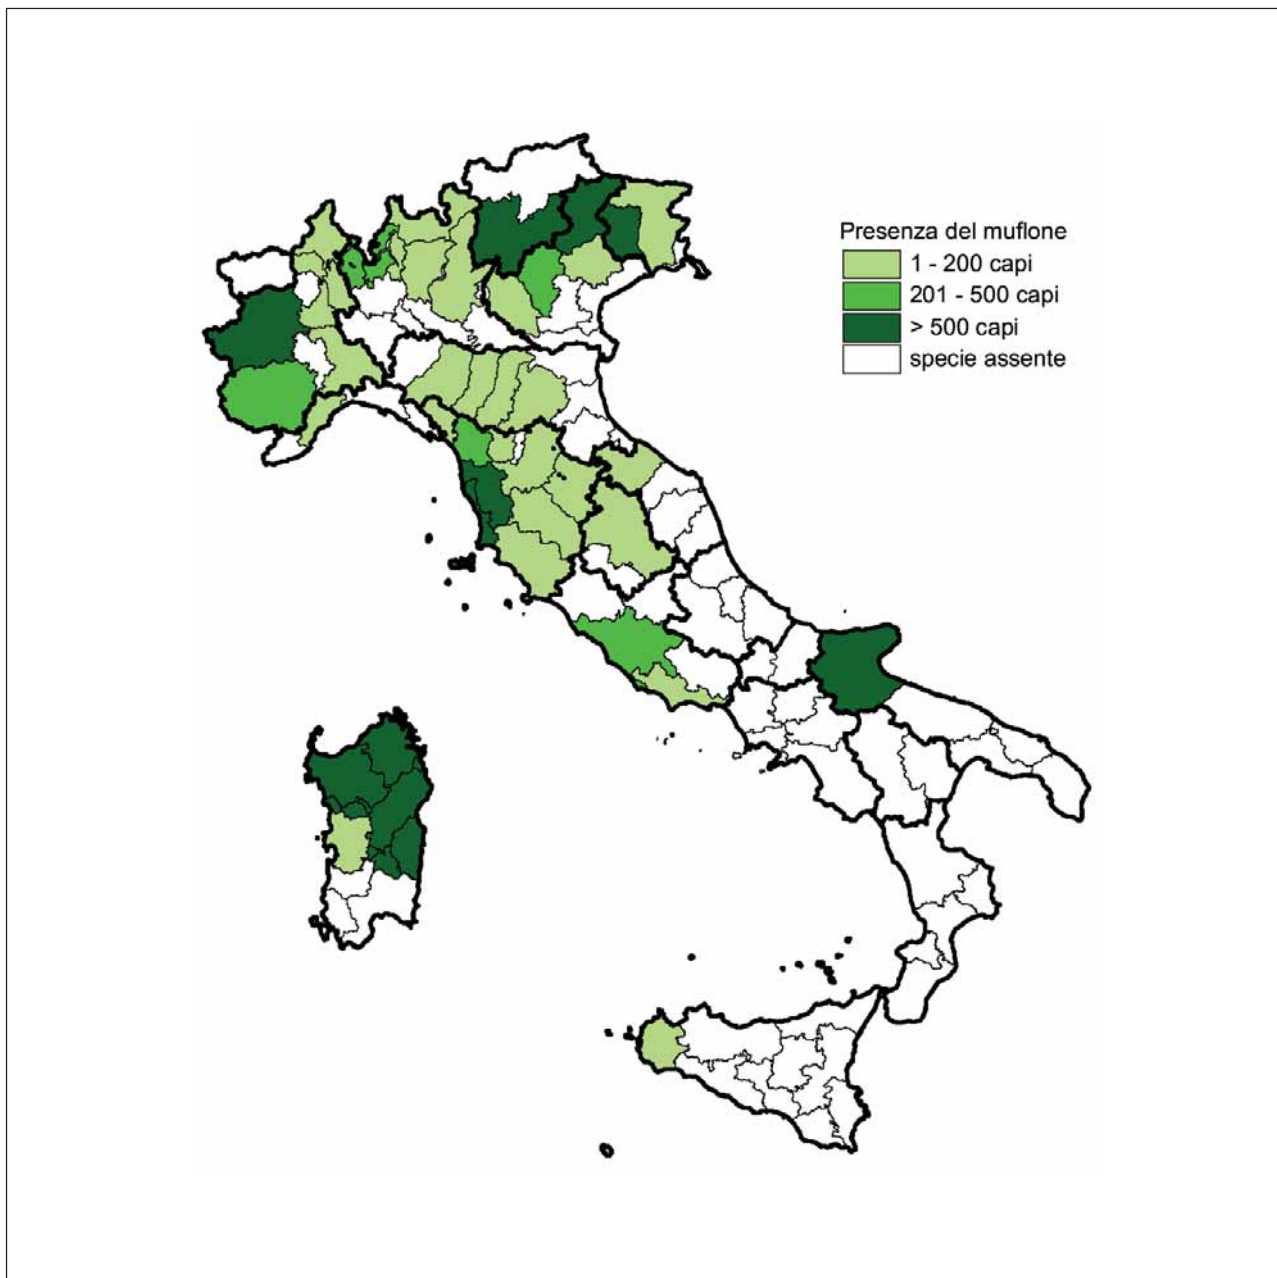 Presenza del muflone
1 - 200 capi
201 - 500 capi
> 500 capi
specie assente